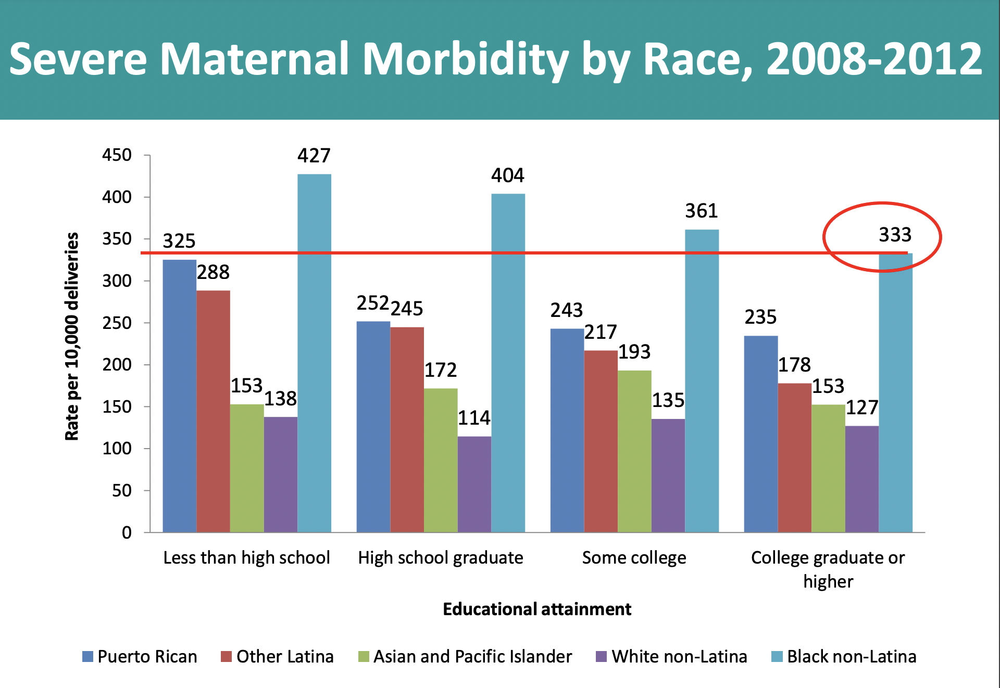 Severe Maternal Morbidity by Race, 2008-2012
Rate per 10,000 deliveries
450
400
350
300
250
200
150
100
50
0
325
288
153
138
427
252
245
172
114
404
243
217
193
135
361
235
178
153
127
333
Less than high school
High school graduate
Some college
College graduate or
higher
Educational attainment
Puerto Rican
Other Latina
Asian and Pacific Islander
White non-Latina
Black non-Latina